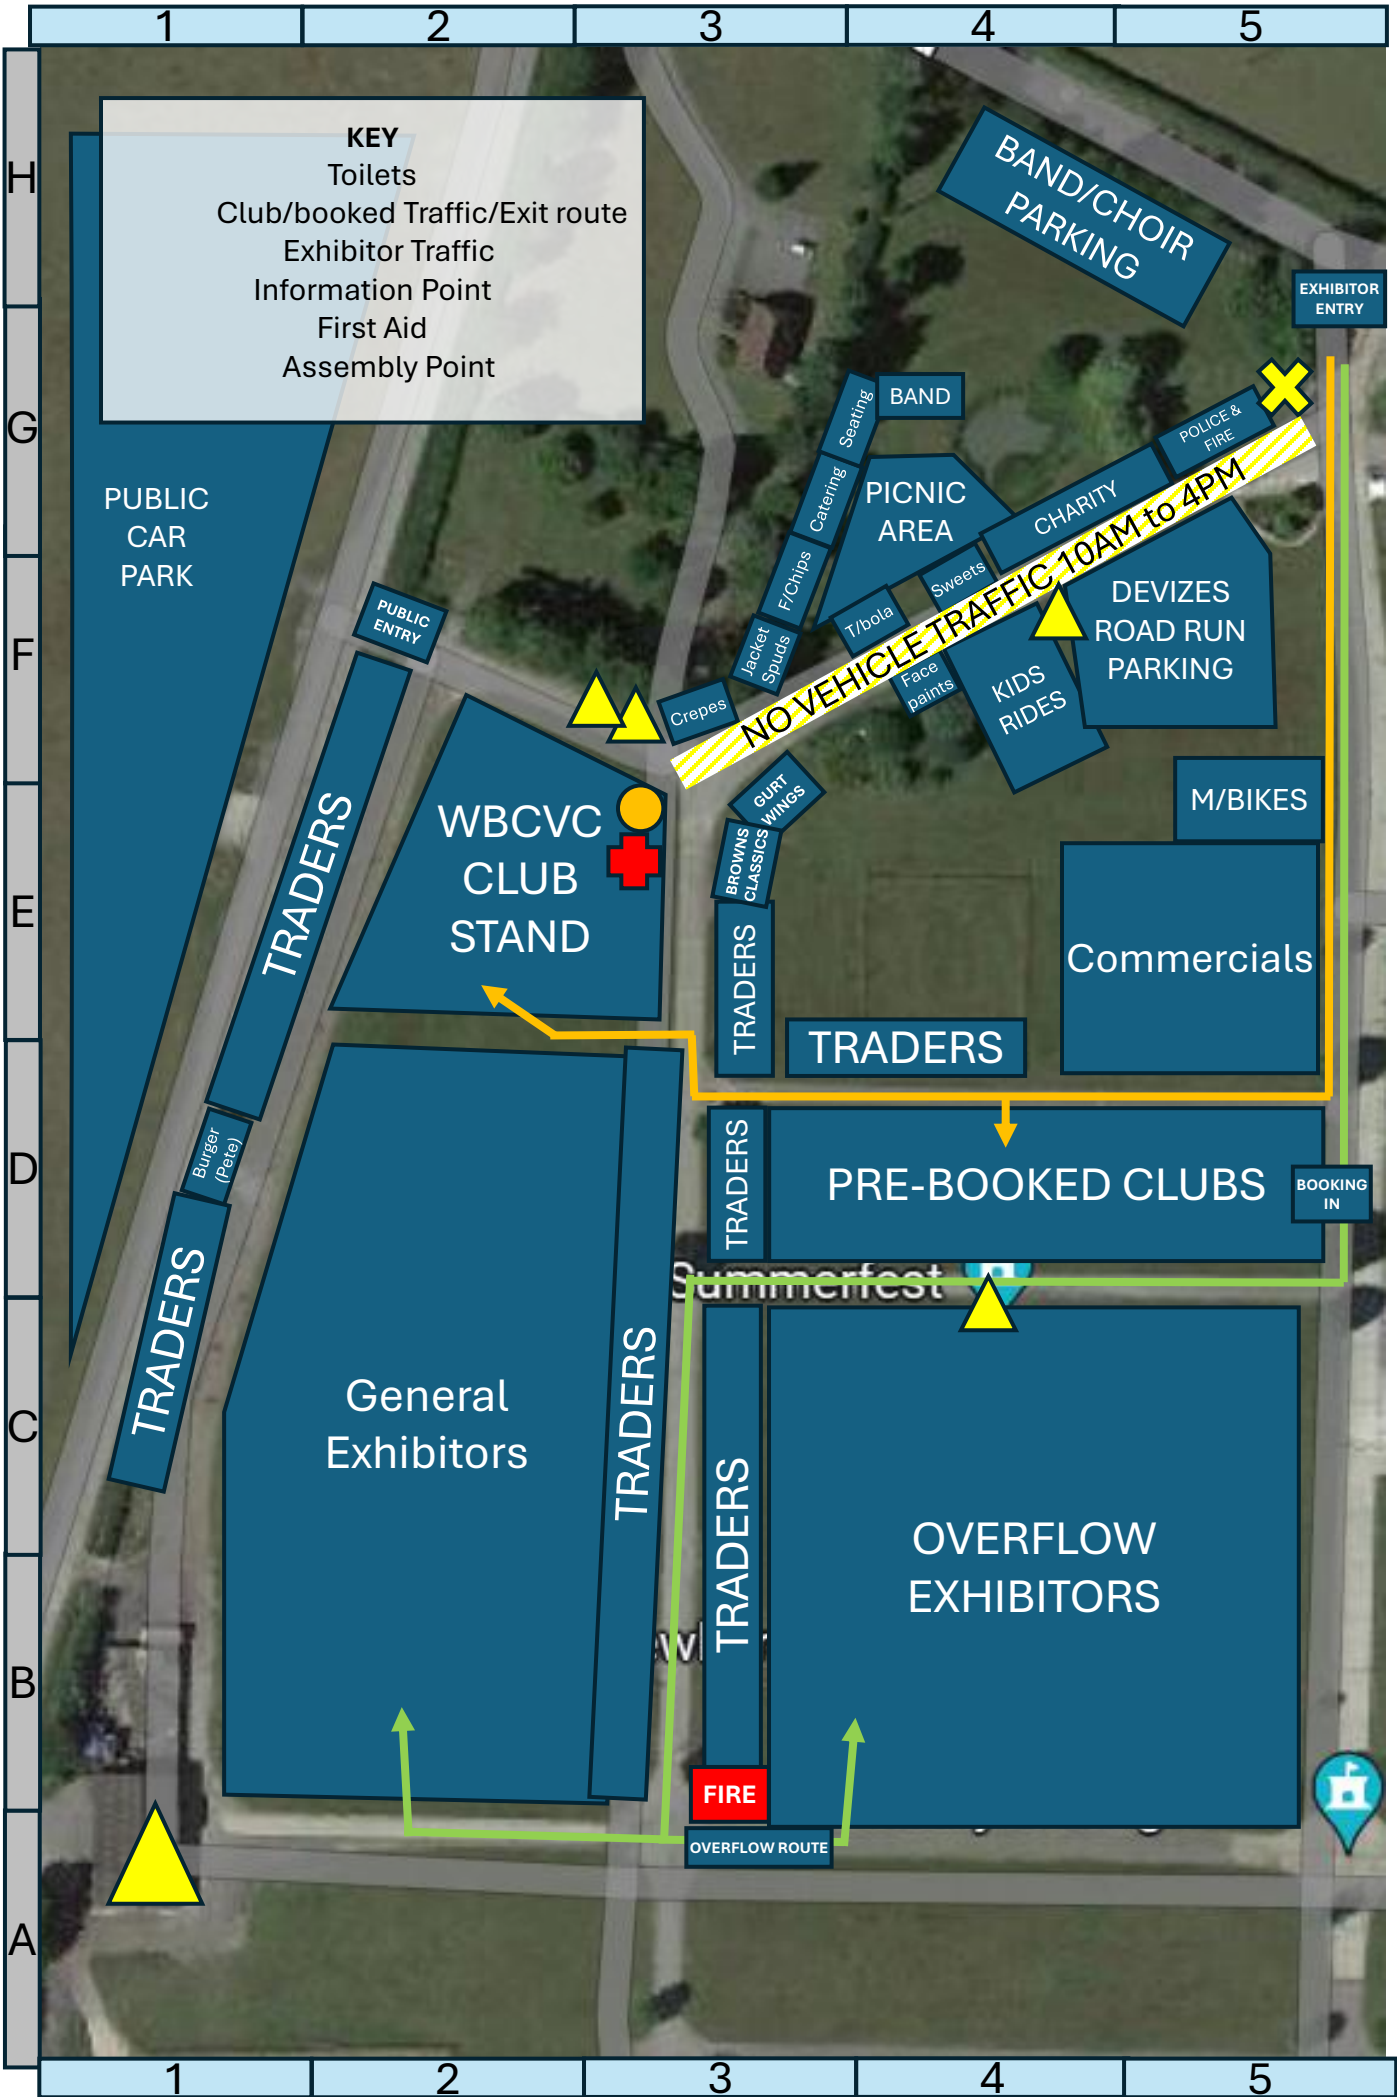 1 2 3 4 5
H
G
F
E
D
C
B
A
KEY
Toilets
Club/booked Traffic/Exit route
Exhibitor Traffic
Information Point
First Aid
Assembly Point
BAND/CHOIR
PARKING
EXHIBITOR
ENTRY
PUBLIC
CAR
PARK
Seating
BAND
POLICE &
FIRE
Catering
PICNIC
AREA
CHARITY
NO VEHICLE TRAFFIC 10AM to 4PM
F/Chips
Sweets
T/bola
DEVIZES
ROAD RUN
PARKING
PUBLIC
ENTRY
Jacket
Spuds
Face
paints
KIDS
RIDES
Crepes
GURT
WINGS
M/BIKES
TRADERS
WBCVC
CLUB
STAND
BROWNS
CLASSICS
TRADERS
Commercials
TRADERS
Burger
(Pete)
TRADERS
PRE-BOOKED CLUBS
BOOKING
IN
Summerfest
TRADERS
General
Exhibitors
TRADERS
TRADERS
OVERFLOW
EXHIBITORS
FIRE
OVERFLOW ROUTE
1 2 3 4 5